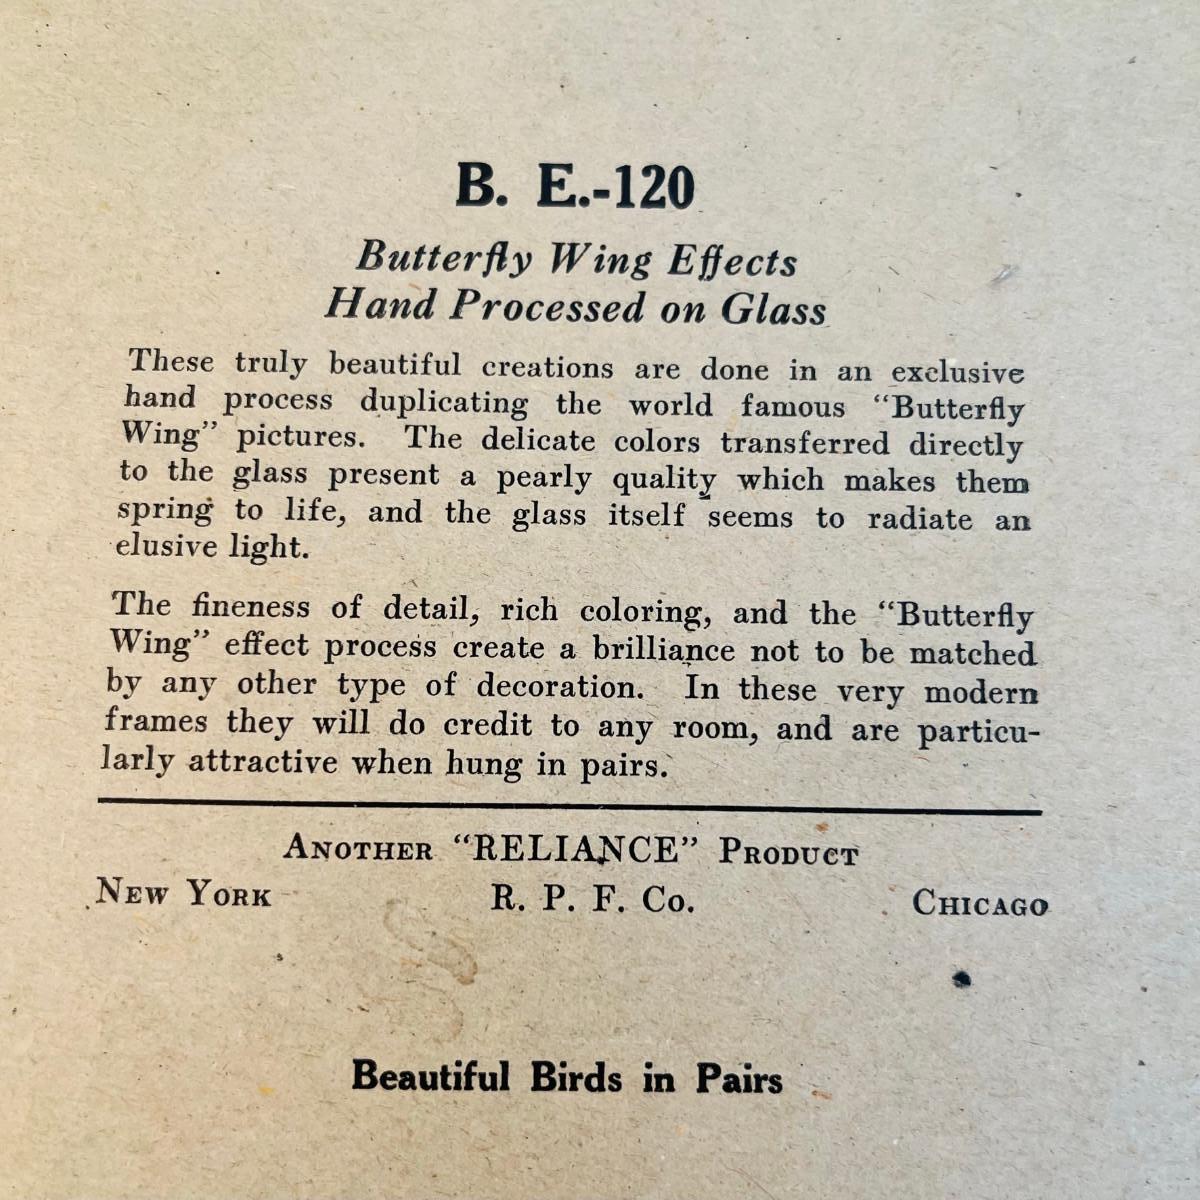 B. E.-120
Butterfly Wing Effects
Hand Processed on Glass
These truly beautiful creations are done in an exclusive
hand process duplicating the world famous “Butterfly
Wing” pictures. The delicate colors transferred directly
to the glass present a pearly quality which makes them
spring to life, and the glass itself seems to radiate an
elusive light.
The fineness of detail, rich coloring, and the “Butterfly
Wing” effect process create a brilliance not to be matched
by any other type of decoration. In these very modern
frames they will do credit to any room, and are particu-
larly attractive when hung in pairs.
Another “RELIANCE” Product
New York R. P. F. Co. Chicago
Beautiful Birds in Pairs